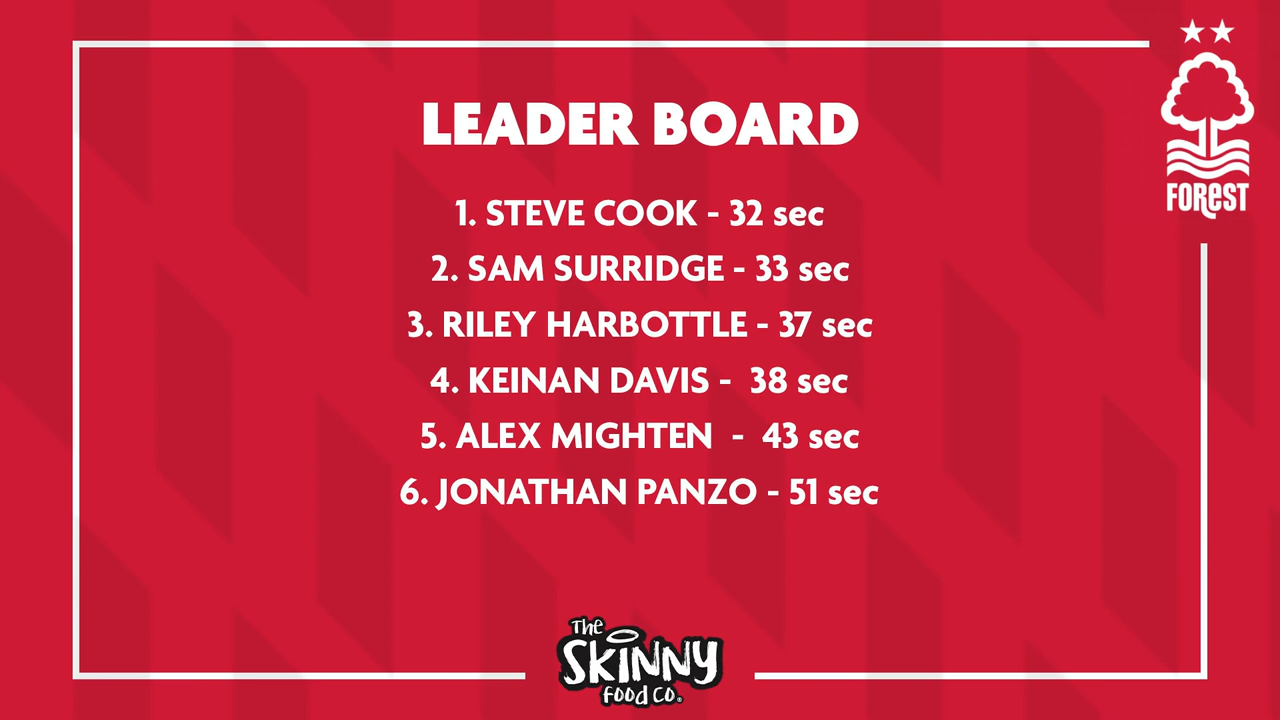 FOREST
LEADER BOARD
1. STEVE COOK - 32 sec
2. SAM SURRIDGE - 33 sec
3. RILEY HARBOTTLE - 37 sec
4. KEINAN DAVIS -  38 sec
5. ALEX MIGHTEN  -  43 sec
6. JONATHAN PANZO - 51 sec
The
SKINNY
FOOD CO.